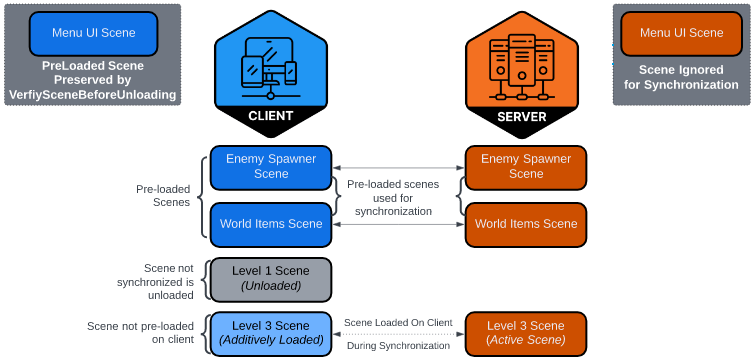 Menu UI Scene
PreLoaded Scene
Preserved by
VerfiySceneBeforeUnloading
CLIENT
SERVER
Menu UI Scene
Scene Ignored
for Synchronization
Enemy Spawner
Scene
Enemy Spawner
Scene
Pre-loaded
Scenes
Pre-loaded scenes
used for
synchronization
World Items Scene
World Items Scene
Scene not
synchronized is
unloaded
Level 1 Scene
(Unloaded)
Scene not pre-loaded
on client
Level 3 Scene
(Additively Loaded)
Scene Loaded On Client
During Synchronization
Level 3 Scene
(Active Scene)